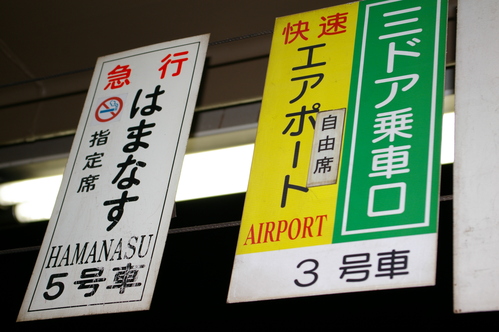 急行
はまなす
指定席
HAMANASU
5号車
快速
エアポート
自由席
AIRPORT
三ドア乗車口
3号車